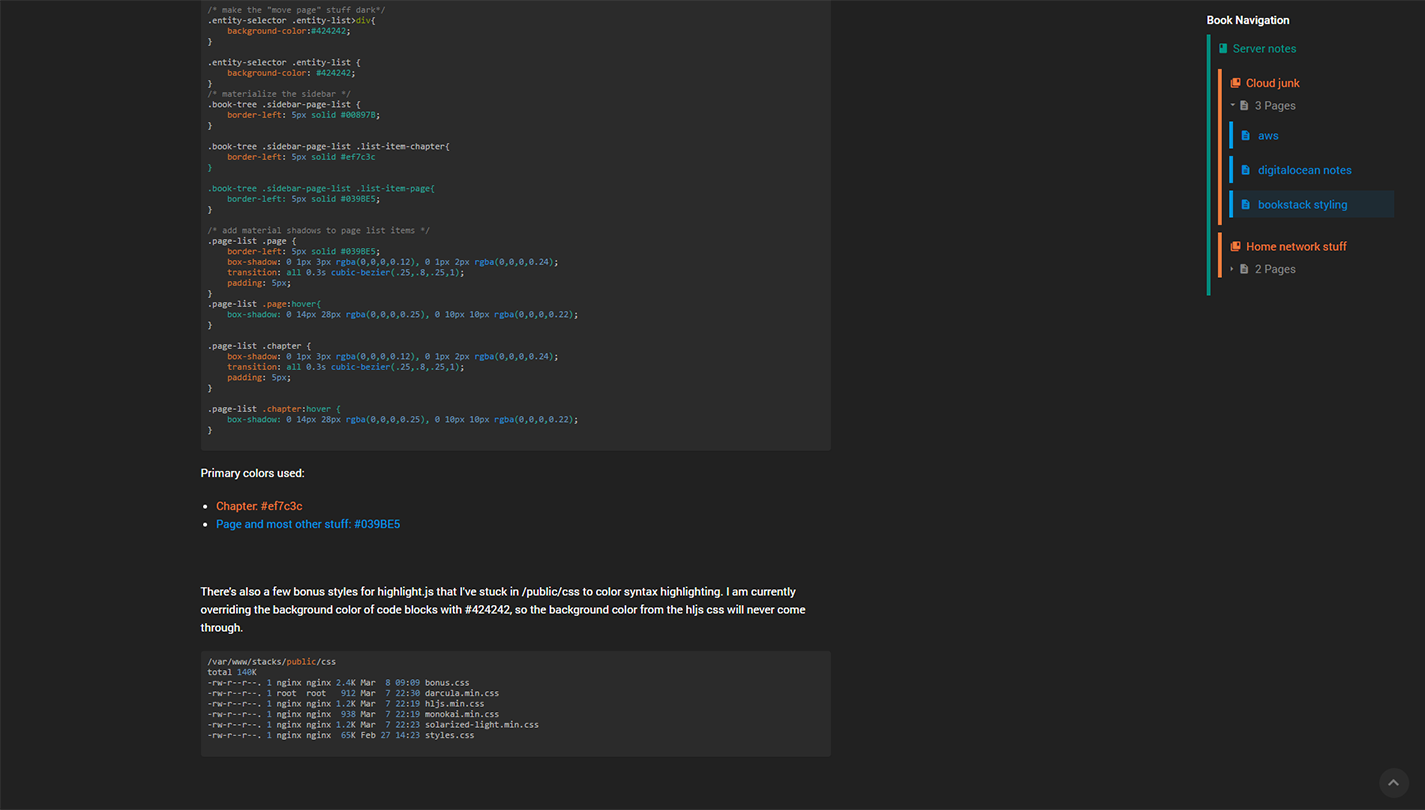 /* make the "move page" stuff dark*/
.entity-selector .entity-list>div{
    background-color:#424242;
}

.entity-selector .entity-list {
    background-color: #424242;
}
/* materialize the sidebar */
.book-tree .sidebar-page-list {
    border-left: 5px solid #00897B;
}

.book-tree .sidebar-page-list .list-item-chapter{
    border-left: 5px solid #ef7c3c
}

.book-tree .sidebar-page-list .list-item-page{
    border-left: 5px solid #039BE5;
}

/* add material shadows to page list items */
.page-list .page {
    border-left: 5px solid #039BE5;
    box-shadow: 0 1px 3px rgba(0,0,0,0.12), 0 1px 2px rgba(0,0,0,0.24);
    transition: all 0.3s cubic-bezier(.25,.8,.25,1);
    padding: 5px;
}
.page-list .page:hover{
    box-shadow: 0 14px 28px rgba(0,0,0,0.25), 0 10px 10px rgba(0,0,0,0.22);
}

.page-list .chapter {
    box-shadow: 0 1px 3px rgba(0,0,0,0.12), 0 1px 2px rgba(0,0,0,0.24);
    transition: all 0.3s cubic-bezier(.25,.8,.25,1);
    padding: 5px;
}

.page-list .chapter:hover {
    box-shadow: 0 14px 28px rgba(0,0,0,0.25), 0 10px 10px rgba(0,0,0,0.22);
}
Primary colors used:
• Chapter: #ef7c3c
• Page and most other stuff: #039BE5
There's also a few bonus styles for highlight.js that I've stuck in /public/css to color syntax highlighting. I am currently
overriding the background color of code blocks with #424242, so the background color from the hljs css will never come
through.
/var/www/stacks/public/css
total 140K
-rw-r--r--. 1 nginx nginx 2.4K Mar  8 09:09 bonus.css
-rw-r--r--. 1 root  root   912 Mar  7 22:30 darcula.min.css
-rw-r--r--. 1 nginx nginx 1.2K Mar  7 22:19 hljs.min.css
-rw-r--r--. 1 nginx nginx  938 Mar  7 22:19 monokai.min.css
-rw-r--r--. 1 nginx nginx 1.2K Mar  7 22:23 solarized-light.min.css
-rw-r--r--. 1 nginx nginx  65K Feb 27 14:23 styles.css
Book Navigation
Server notes
Cloud junk
3 Pages
aws
digitalocean notes
bookstack styling
Home network stuff
2 Pages